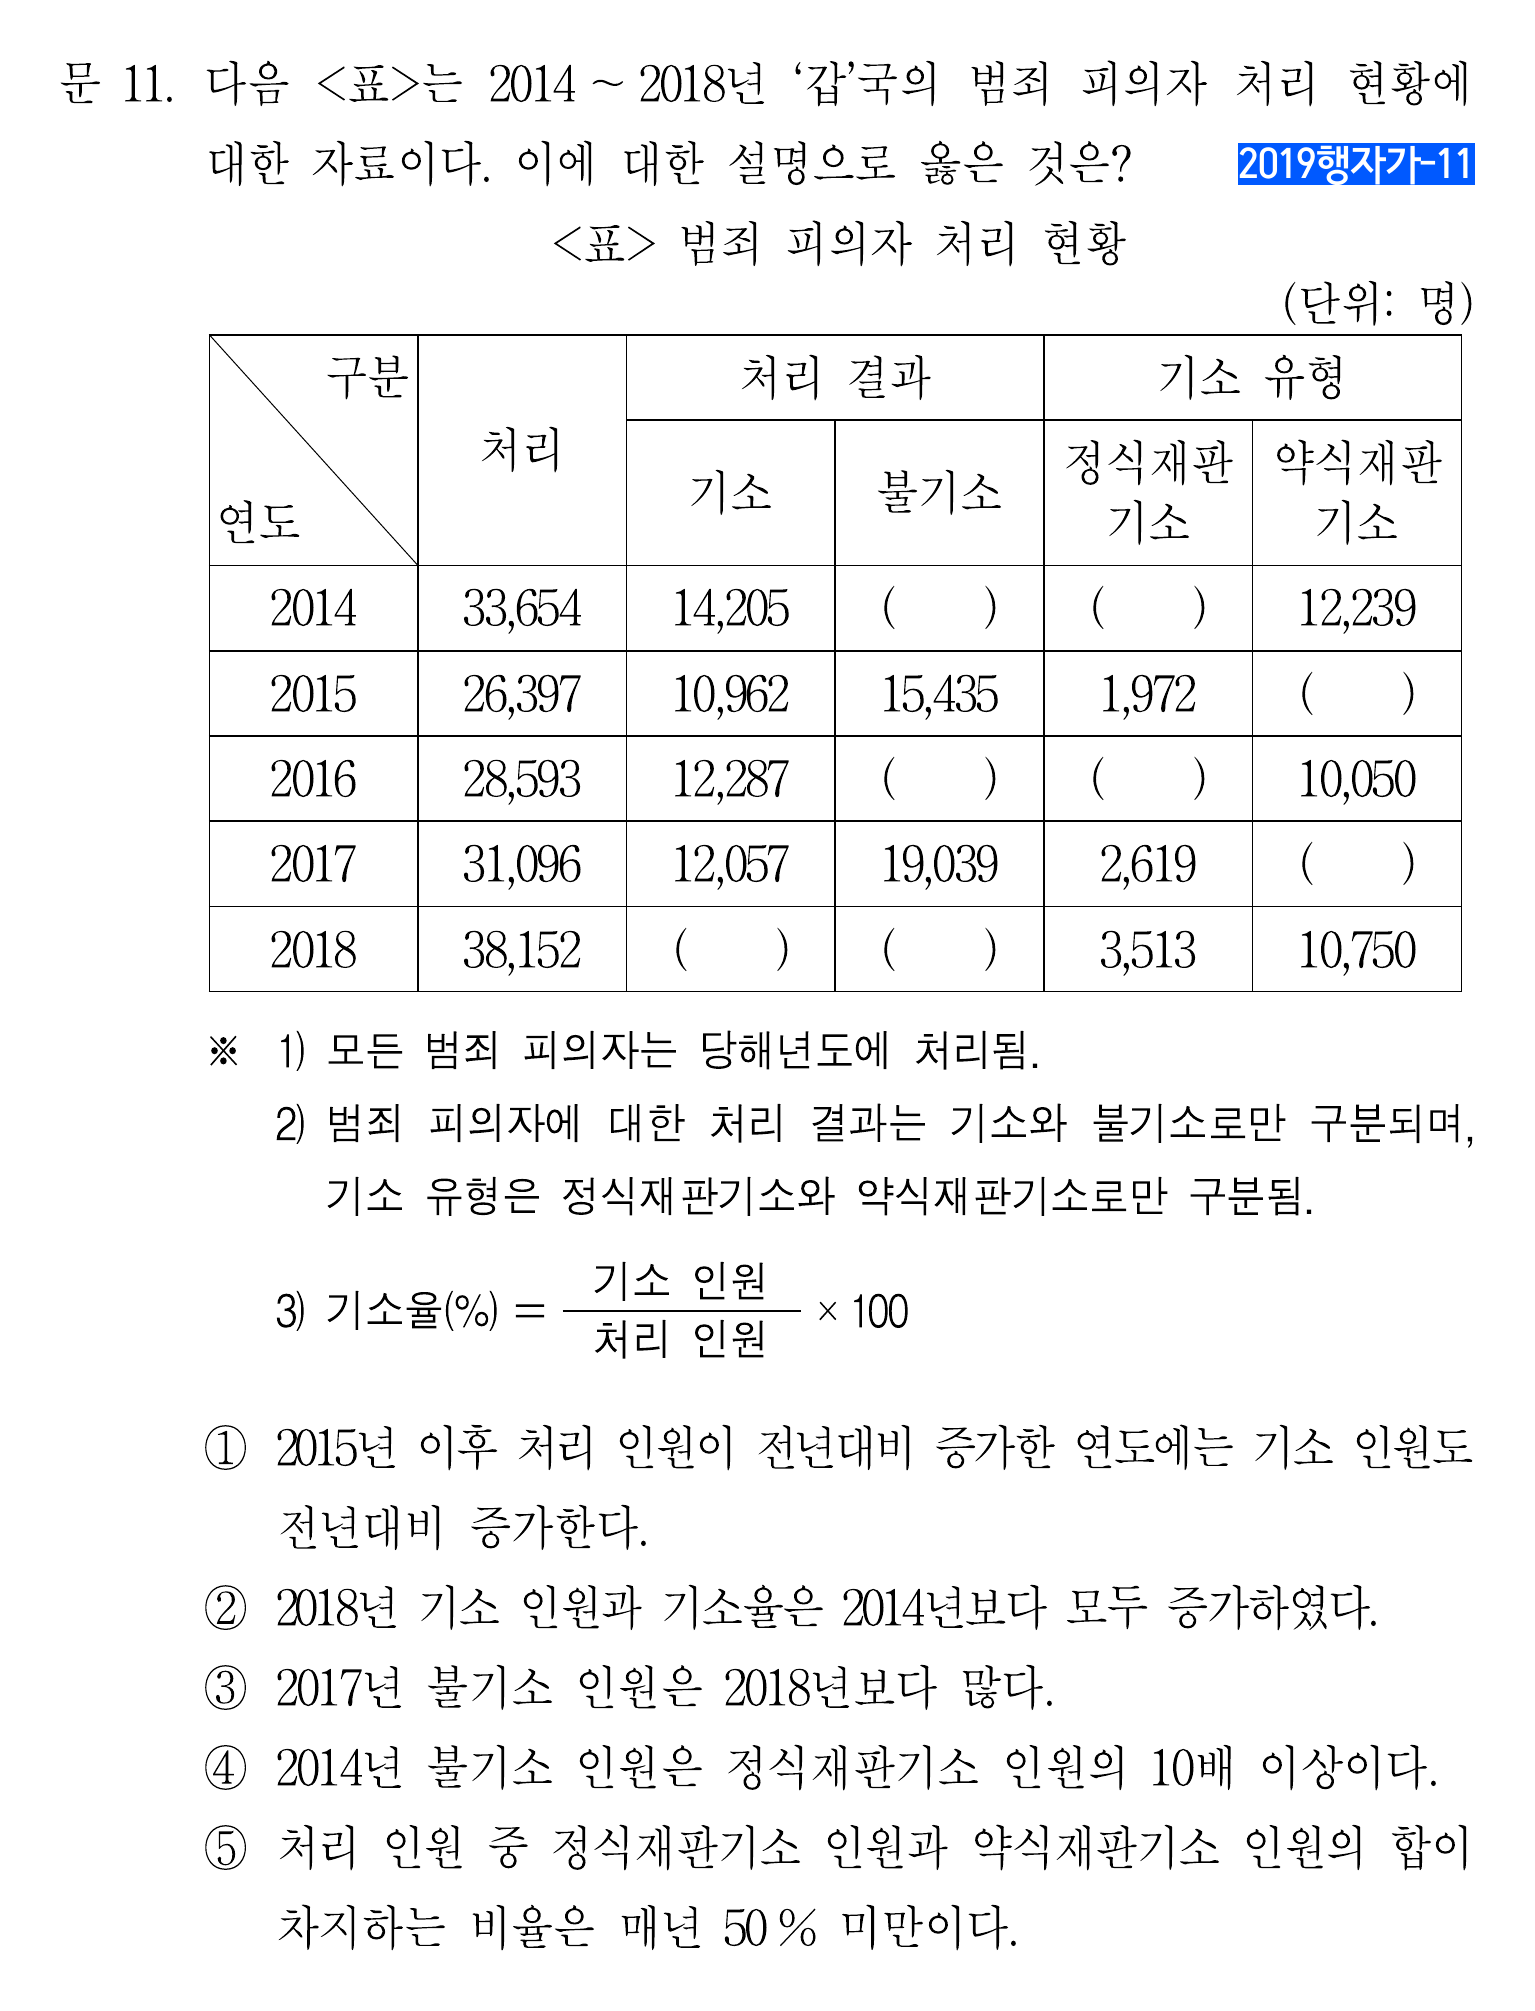 문 11. 다음 <표>는 2014 ~ 2018년 ‘갑’국의 범죄 피의자 처리 현황에
대한 자료이다. 이에 대한 설명으로 옳은 것은? 2019행자가-11
<표> 범죄 피의자 처리 현황
(단위: 명)
구분 연도 처리 처리 결과 기소 유형
기소 불기소 정식재판 기소 약식재판 기소
2014 33,654 14,205 ( ) ( ) 12,239
2015 26,397 10,962 15,435 1,972 ( )
2016 28,593 12,287 ( ) ( ) 10,050
2017 31,096 12,057 19,039 2,619 ( )
2018 38,152 ( ) ( ) 3,513 10,750
※ 1) 모든 범죄 피의자는 당해년도에 처리됨.
2) 범죄 피의자에 대한 처리 결과는 기소와 불기소로만 구분되며,
기소 유형은 정식재판기소와 약식재판기소로만 구분됨.
3) 기소율(%) = 기소 인원 / 처리 인원 × 100
① 2015년 이후 처리 인원이 전년대비 증가한 연도에는 기소 인원도
전년대비 증가한다.
② 2018년 기소 인원과 기소율은 2014년보다 모두 증가하였다.
③ 2017년 불기소 인원은 2018년보다 많다.
④ 2014년 불기소 인원은 정식재판기소 인원의 10배 이상이다.
⑤ 처리 인원 중 정식재판기소 인원과 약식재판기소 인원의 합이
차지하는 비율은 매년 50 % 미만이다.